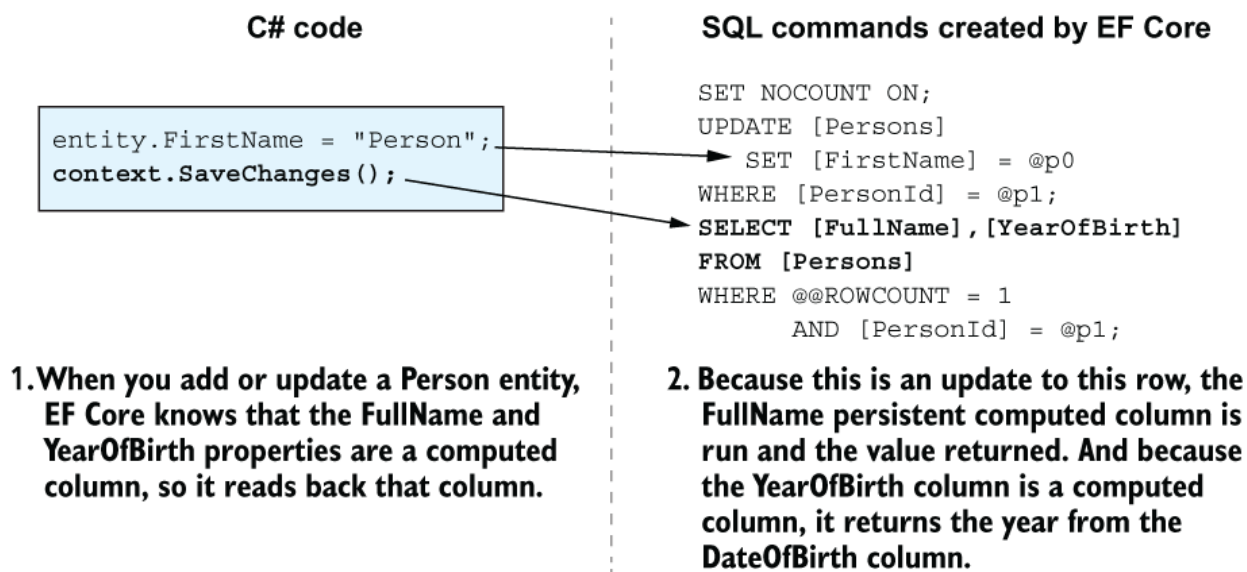 C# code
entity.FirstName = "Person";
context.SaveChanges();
1.When you add or update a Person entity,
EF Core knows that the FullName and
YearOfBirth properties are a computed
column, so it reads back that column.
SQL commands created by EF Core
SET NOCOUNT ON;
UPDATE [Persons]
SET [FirstName] = @p0
WHERE [PersonId] = @p1;
SELECT [FullName],[YearOfBirth]
FROM [Persons]
WHERE @@ROWCOUNT = 1
AND [PersonId] = @p1;
2. Because this is an update to this row, the
FullName persistent computed column is
run and the value returned. And because
the YearOfBirth column is a computed
column, it returns the year from the
DateOfBirth column.